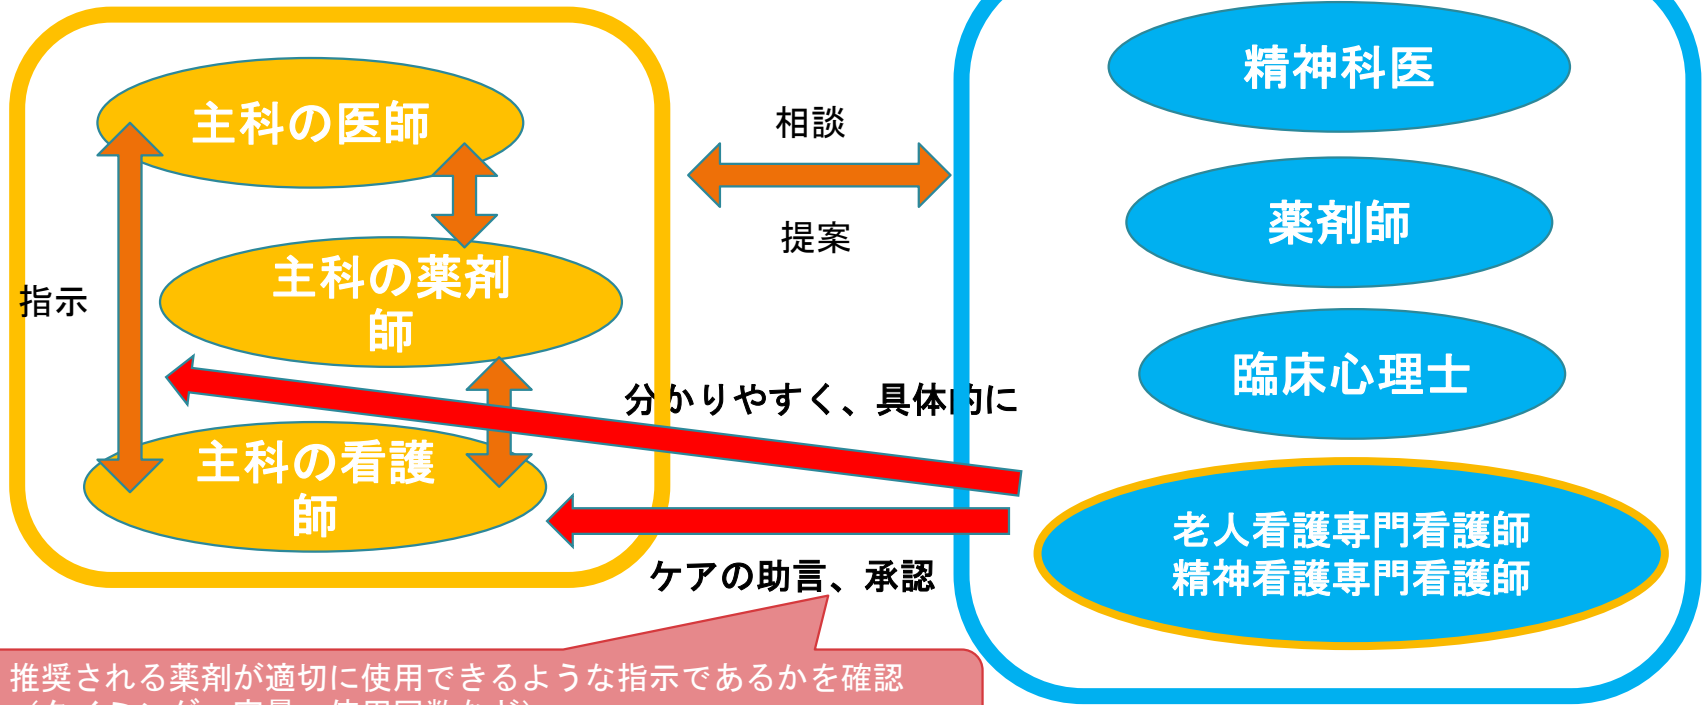 主科の医師
主科の薬剤
師
主科の看護
師
指示
相談
提案
分かりやすく、具体的に
ケアの助言、承認
精神科医
薬剤師
臨床心理士
老人看護専門看護師
精神看護専門看護師
推奨される薬剤が適切に使用できるような指示であるかを確認